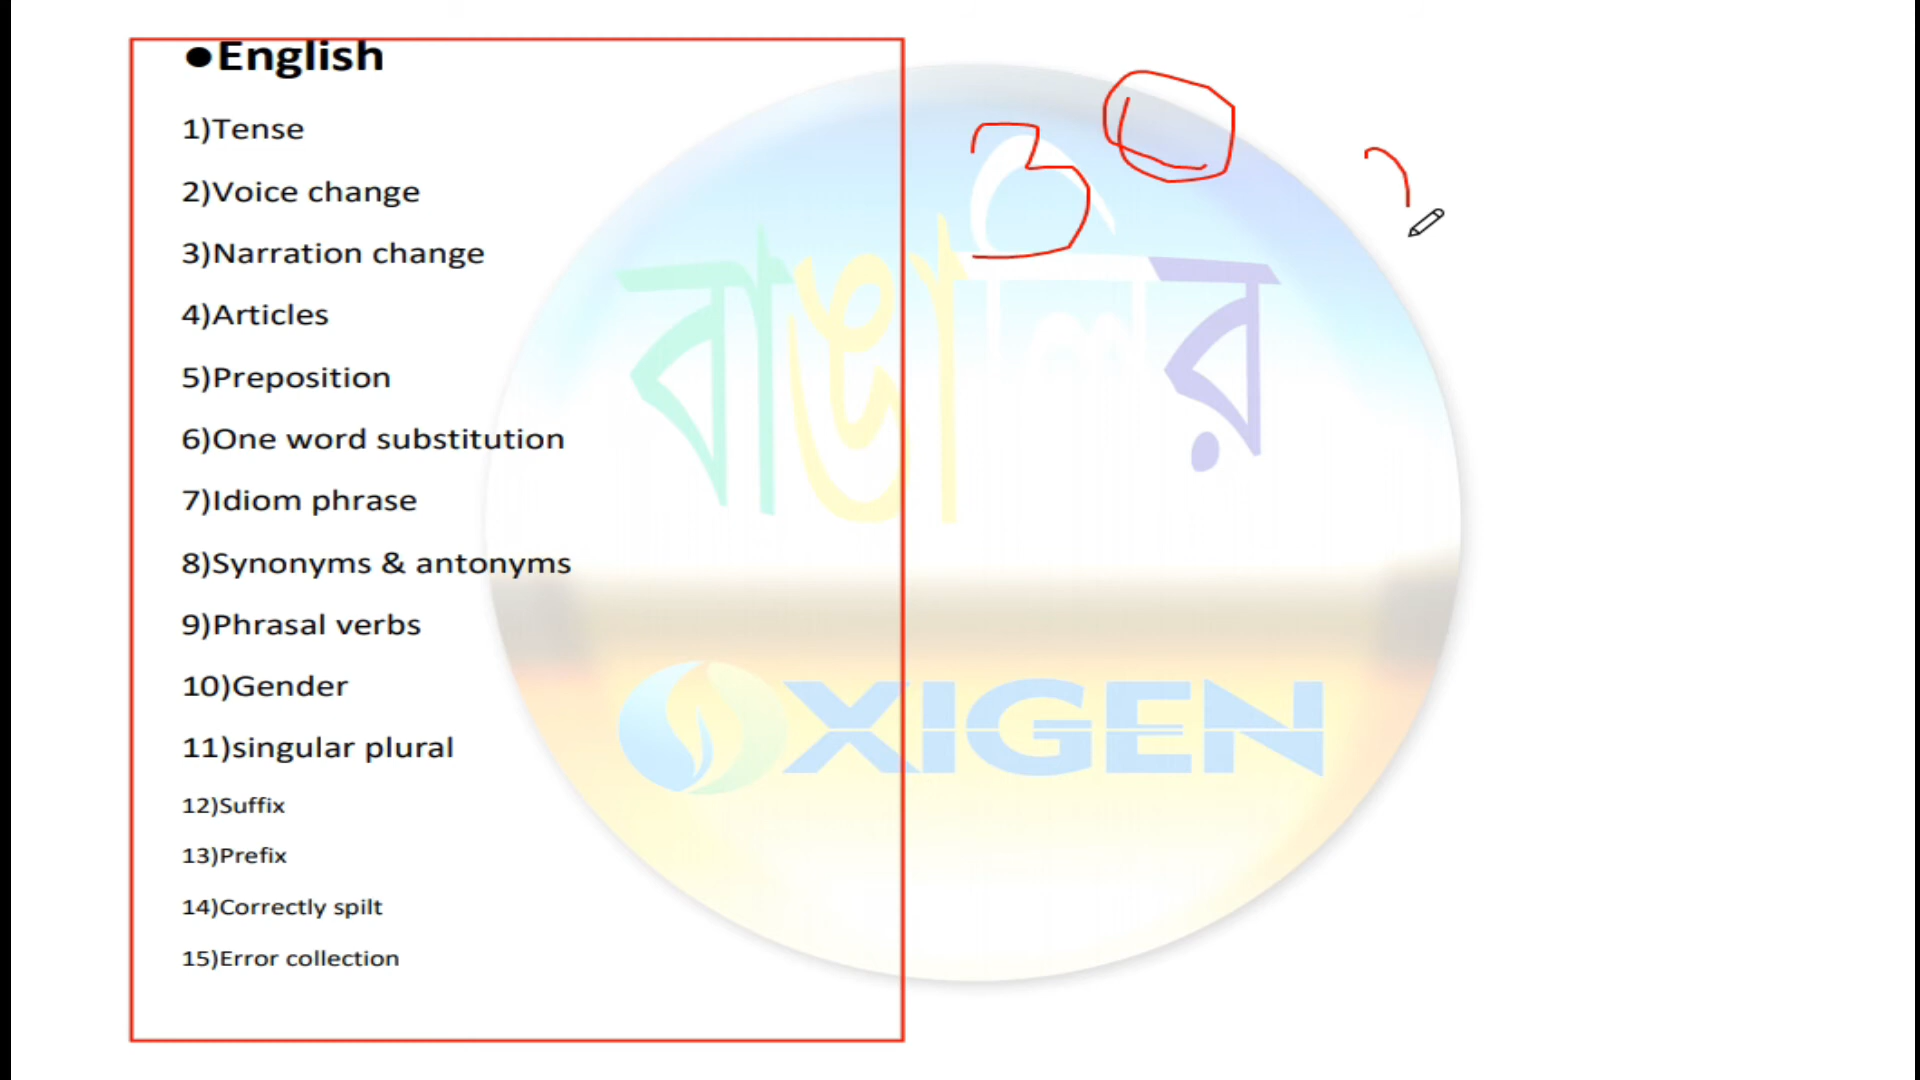 ●English
1)Tense
2)Voice change
3)Narration change
4)Articles
5)Preposition
6)One word substitution
7)Idiom phrase
8)Synonyms & antonyms
9)Phrasal verbs
10)Gender
11)singular plural
12)Suffix
13)Prefix
14)Correctly spilt
15)Error collection
3
বাঙালির
OXIGEN